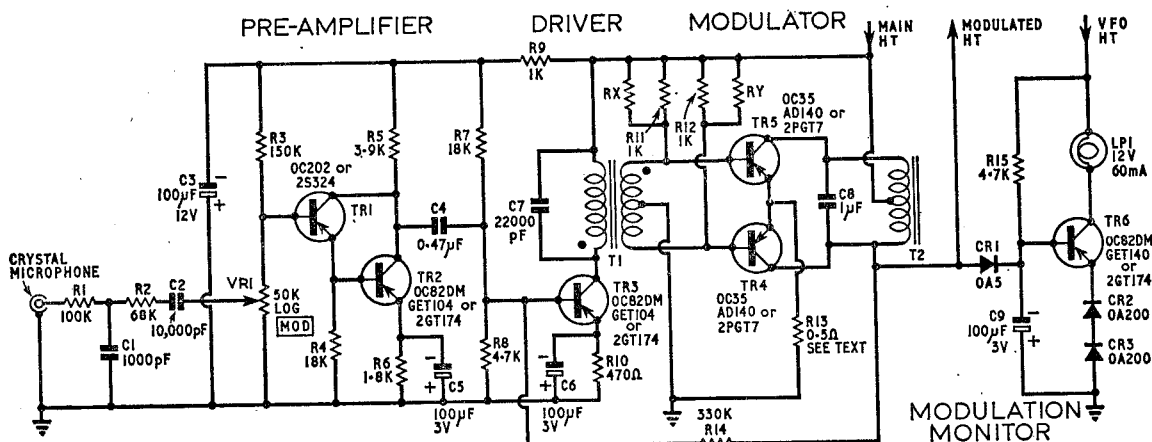 PRE-AMPLIFIER
DRIVER
MODULATOR
MAIN
HT
MODULATED
HT
VFO
HT
R9
1K
RX
R11
1K
R12
1K
RY
OC35
AD140 or
2PGT7
TR5
R3
150K
R5
3·9K
R7
18K
C3
100µF
12V
OC202 or
2S324
TR1
C4
0·47µF
C7
22000
pF
T1
C8
1µF
T2
R15
4·7K
LP1
12V
60mA
CRYSTAL
MICROPHONE
R1
100K
R2
68K
C2
10,000pF
VR1
50K
LOG
MOD
C1
1000pF
R4
18K
TR2
OC82DM
GET104 or
2GT174
R6
1·8K
C5
100µF
3V
R8
4·7K
TR3
OC82DM
GET104
or
2GT174
C6
100µF
3V
R10
470Ω
TR4
OC35
AD140 or
2PGT7
R13
0·5Ω
SEE TEXT
330K
R14
CR1
OA5
TR6
OC82DM
GET140
or
2GT174
C9
100µF
3V
CR2
OA200
CR3
OA200
MODULATION
MONITOR